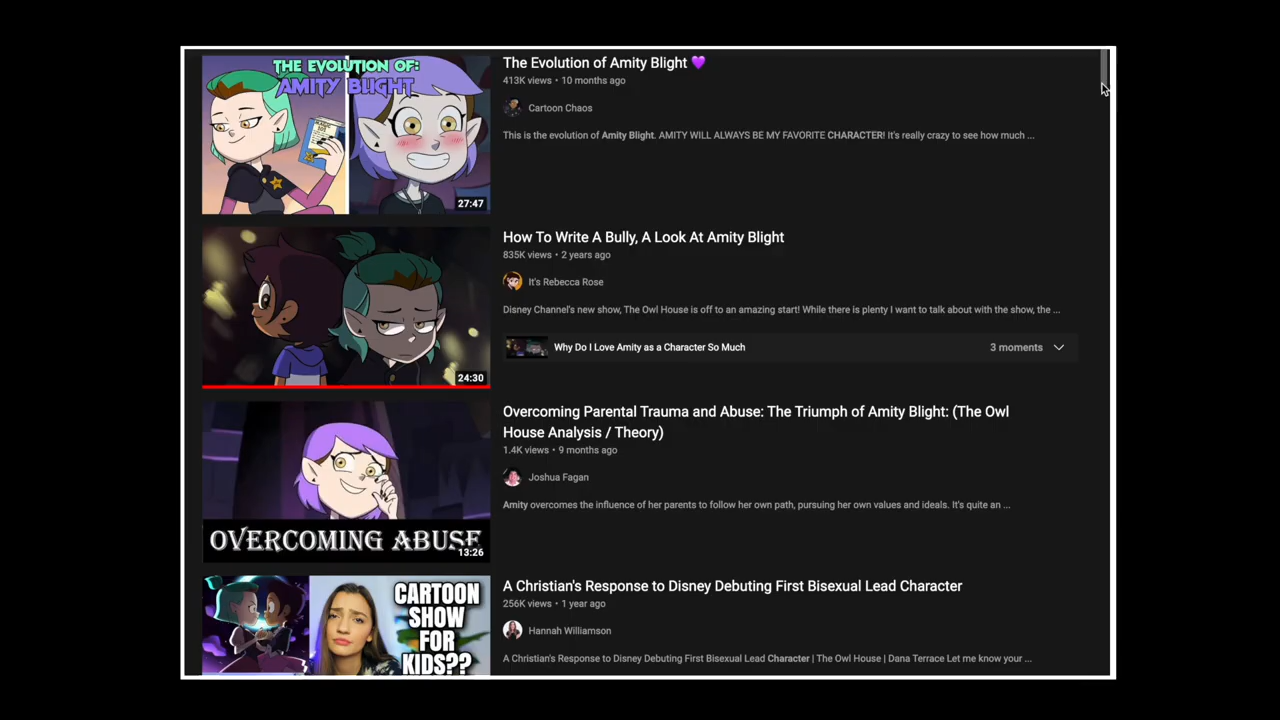 THE EVOLUTION OF:
AMITY BLIGHT
27:47
The Evolution of Amity Blight 💜
413K views • 10 months ago
Cartoon Chaos
This is the evolution of Amity Blight. AMITY WILL ALWAYS BE MY FAVORITE CHARACTER! It's really crazy to see how much ...
24:30
How To Write A Bully, A Look At Amity Blight
835K views • 2 years ago
It's Rebecca Rose
Disney Channel's new show, The Owl House is off to an amazing start! While there is plenty I want to talk about with the show, the ...
Why Do I Love Amity as a Character So Much
3 moments
OVERCOMING ABUSE
13:26
Overcoming Parental Trauma and Abuse: The Triumph of Amity Blight: (The Owl
House Analysis / Theory)
1.4K views • 9 months ago
Joshua Fagan
Amity overcomes the influence of her parents to follow her own path, pursuing her own values and ideals. It's quite an ...
CARTOON
SHOW
FOR
KIDS??
A Christian's Response to Disney Debuting First Bisexual Lead Character
256K views • 1 year ago
Hannah Williamson
A Christian's Response to Disney Debuting First Bisexual Lead Character | The Owl House | Dana Terrace Let me know your ...